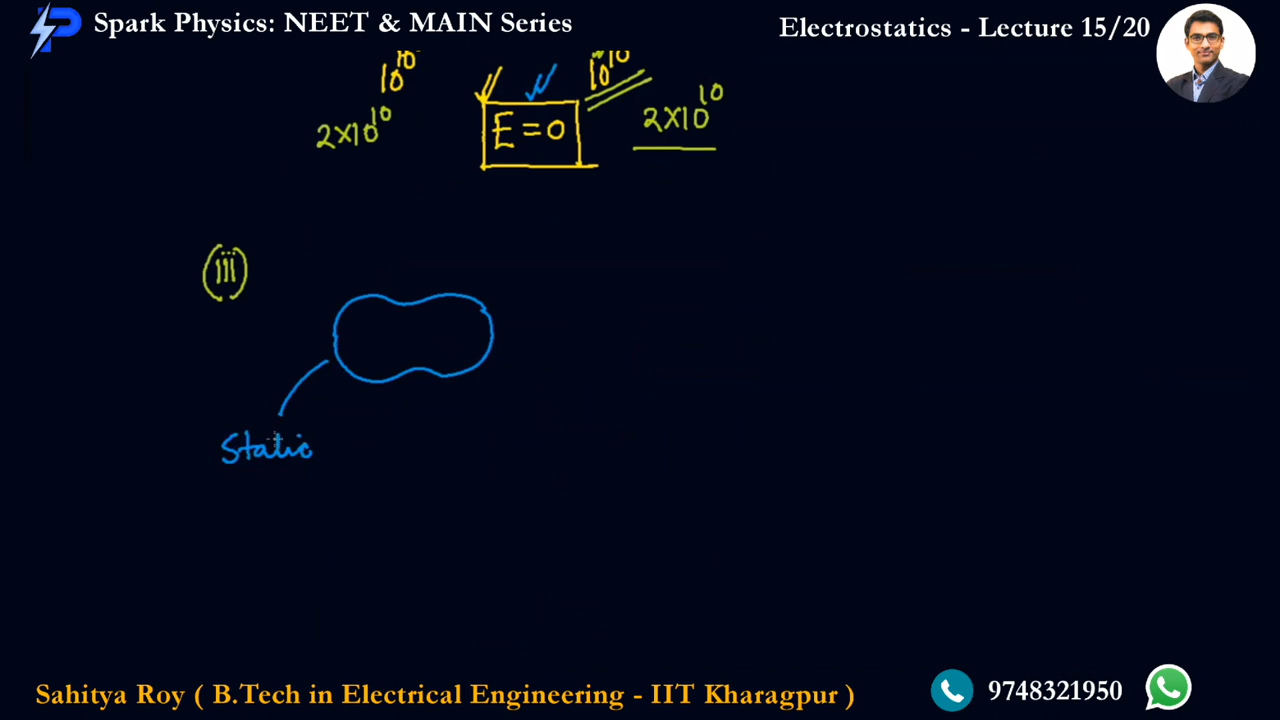 Spark Physics: NEET & MAIN Series
Electrostatics - Lecture 15/20
10^10
10^10
2×10^10
E = 0
2×10^10
(iii)
Static
Sahitya Roy ( B.Tech in Electrical Engineering - IIT Kharagpur )
9748321950